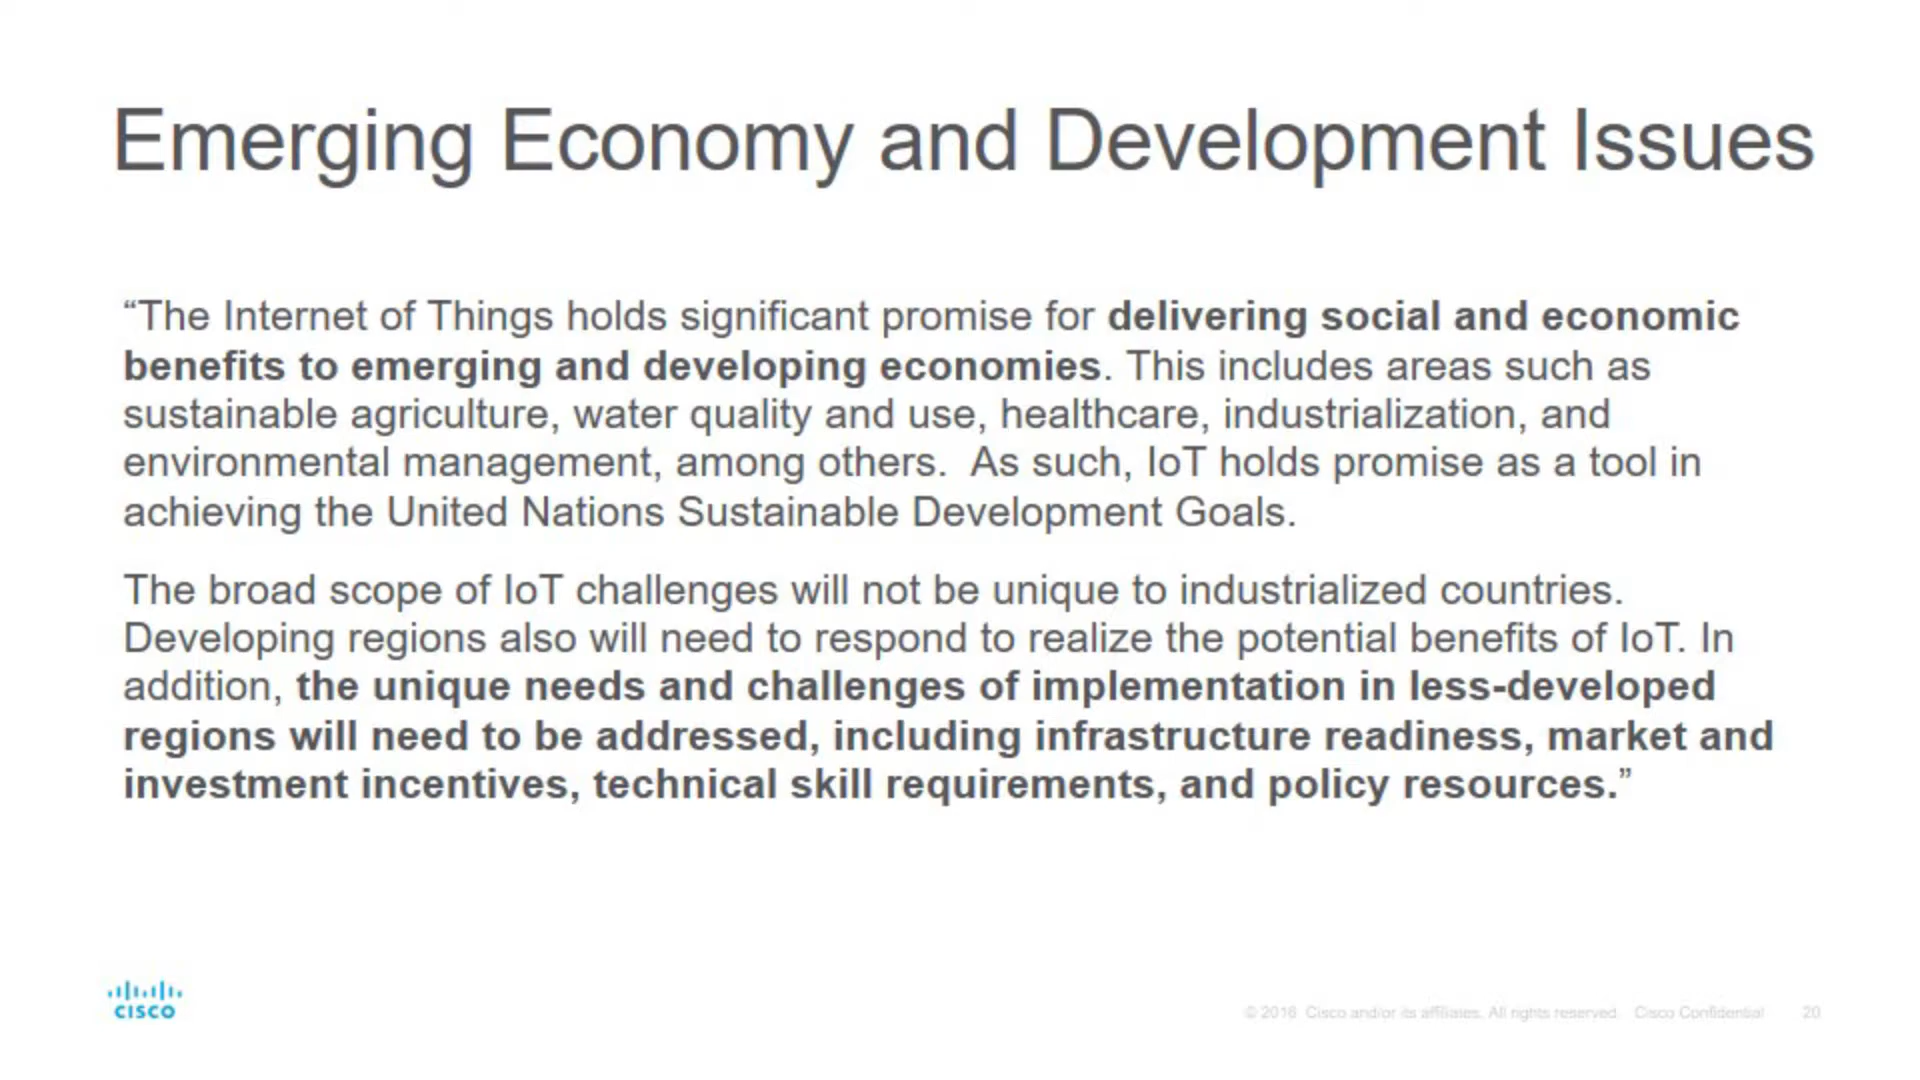 Emerging Economy and Development Issues
“The Internet of Things holds significant promise for delivering social and economic
benefits to emerging and developing economies. This includes areas such as
sustainable agriculture, water quality and use, healthcare, industrialization, and
environmental management, among others.  As such, IoT holds promise as a tool in
achieving the United Nations Sustainable Development Goals.
The broad scope of IoT challenges will not be unique to industrialized countries.
Developing regions also will need to respond to realize the potential benefits of IoT. In
addition, the unique needs and challenges of implementation in less-developed
regions will need to be addressed, including infrastructure readiness, market and
investment incentives, technical skill requirements, and policy resources.”
CISCO
© 2016 Cisco and/or its affiliates. All rights reserved. Cisco Confidential 20